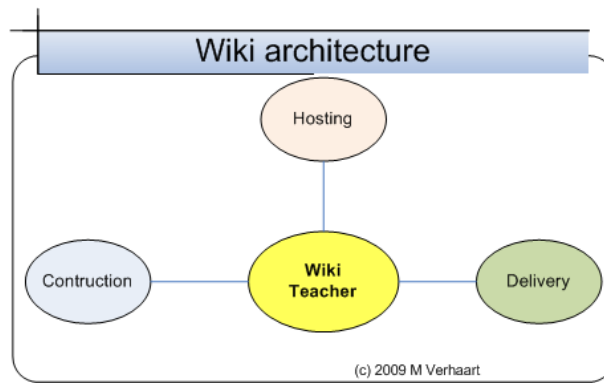 Wiki architecture
Hosting
Contruction
Wiki
Teacher
Delivery
(c) 2009 M Verhaart